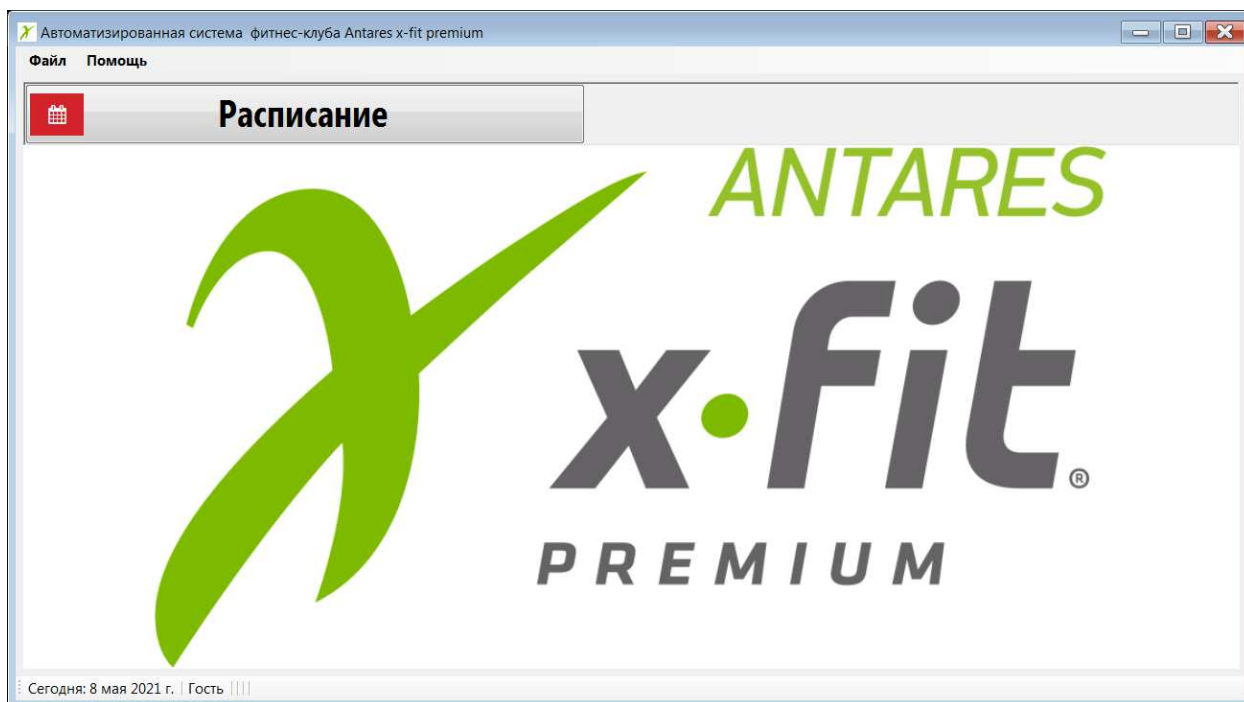 Автоматизированная система фитнес-клуба Antares x-fit premium
Файл Помощь
Расписание
ANTARES
x·fit®
PREMIUM
Сегодня: 8 мая 2021 г. Гость